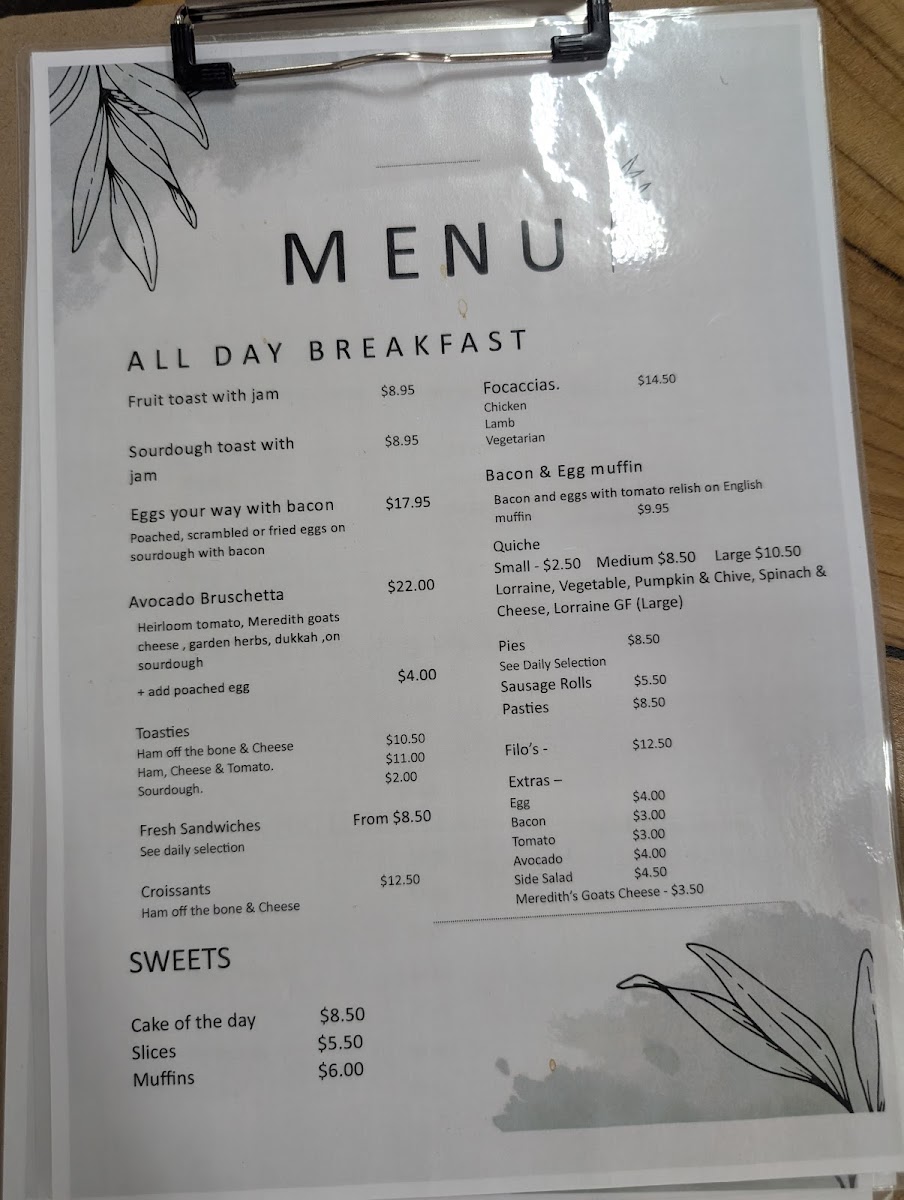 MENU
ALL DAY BREAKFAST
Fruit toast with jam $8.95
Sourdough toast with $8.95
jam
Eggs your way with bacon $17.95
Poached, scrambled or fried eggs on
sourdough with bacon
Avocado Bruschetta $22.00
Heirloom tomato, Meredith goats
cheese , garden herbs, dukkah ,on
sourdough
+ add poached egg $4.00
Toasties
Ham off the bone & Cheese $10.50
Ham, Cheese & Tomato. $11.00
Sourdough. $2.00
Fresh Sandwiches From $8.50
See daily selection
Croissants $12.50
Ham off the bone & Cheese
Focaccias. $14.50
Chicken
Lamb
Vegetarian
Bacon & Egg muffin
Bacon and eggs with tomato relish on English
muffin $9.95
Quiche
Small - $2.50 Medium $8.50 Large $10.50
Lorraine, Vegetable, Pumpkin & Chive, Spinach &
Cheese, Lorraine GF (Large)
Pies $8.50
See Daily Selection
Sausage Rolls $5.50
Pasties $8.50
Filo's - $12.50
Extras –
Egg $4.00
Bacon $3.00
Tomato $3.00
Avocado $4.00
Side Salad $4.50
Meredith's Goats Cheese - $3.50
SWEETS
Cake of the day $8.50
Slices $5.50
Muffins $6.00